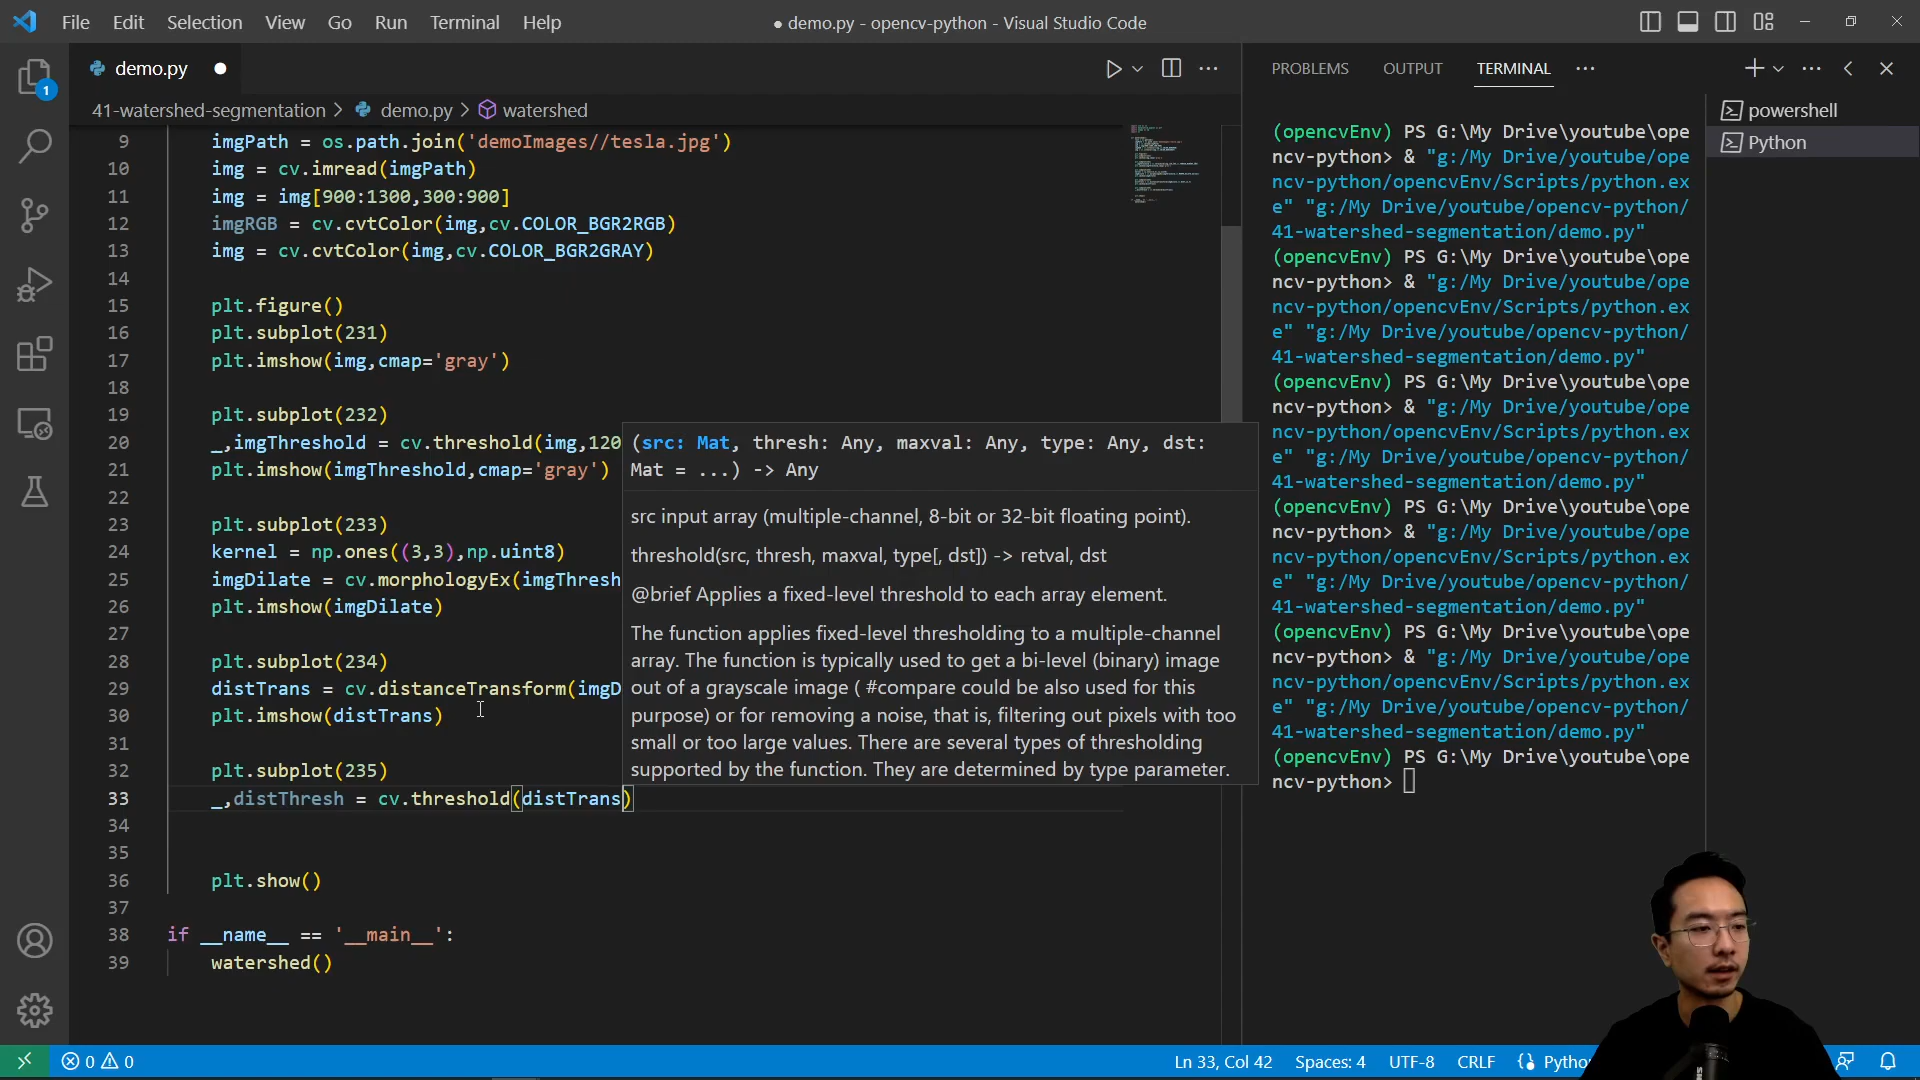 File Edit Selection View Go Run Terminal Help
● demo.py - opencv-python - Visual Studio Code
1
demo.py
41-watershed-segmentation > demo.py > watershed
9 imgPath = os.path.join('demoImages//tesla.jpg')
10 img = cv.imread(imgPath)
11 img = img[900:1300,300:900]
12 imgRGB = cv.cvtColor(img,cv.COLOR_BGR2RGB)
13 img = cv.cvtColor(img,cv.COLOR_BGR2GRAY)
14
15 plt.figure()
16 plt.subplot(231)
17 plt.imshow(img,cmap='gray')
18
19 plt.subplot(232)
20 _,imgThreshold = cv.threshold(img,120
21 plt.imshow(imgThreshold,cmap='gray')
22
23 plt.subplot(233)
24 kernel = np.ones((3,3),np.uint8)
25 imgDilate = cv.morphologyEx(imgThresh
26 plt.imshow(imgDilate)
27
28 plt.subplot(234)
29 distTrans = cv.distanceTransform(imgD
30 plt.imshow(distTrans)
31
32 plt.subplot(235)
33 _,distThresh = cv.threshold(distTrans)
34
35
36 plt.show()
37
38 if __name__ == '__main__':
39 watershed()
(src: Mat, thresh: Any, maxval: Any, type: Any, dst:
Mat = ...) -> Any
src input array (multiple-channel, 8-bit or 32-bit floating point).
threshold(src, thresh, maxval, type[, dst]) -> retval, dst
@brief Applies a fixed-level threshold to each array element.
The function applies fixed-level thresholding to a multiple-channel
array. The function is typically used to get a bi-level (binary) image
out of a grayscale image ( #compare could be also used for this
purpose) or for removing a noise, that is, filtering out pixels with too
small or too large values. There are several types of thresholding
supported by the function. They are determined by type parameter.
PROBLEMS OUTPUT TERMINAL
powershell
Python
(opencvEnv) PS G:\My Drive\youtube\ope
ncv-python> & "g:/My Drive/youtube/ope
ncv-python/opencvEnv/Scripts/python.ex
e" "g:/My Drive/youtube/opencv-python/
41-watershed-segmentation/demo.py"
(opencvEnv) PS G:\My Drive\youtube\ope
ncv-python> & "g:/My Drive/youtube/ope
ncv-python/opencvEnv/Scripts/python.ex
e" "g:/My Drive/youtube/opencv-python/
41-watershed-segmentation/demo.py"
(opencvEnv) PS G:\My Drive\youtube\ope
ncv-python> & "g:/My Drive/youtube/ope
ncv-python/opencvEnv/Scripts/python.ex
e" "g:/My Drive/youtube/opencv-python/
41-watershed-segmentation/demo.py"
(opencvEnv) PS G:\My Drive\youtube\ope
ncv-python> & "g:/My Drive/youtube/ope
ncv-python/opencvEnv/Scripts/python.ex
e" "g:/My Drive/youtube/opencv-python/
41-watershed-segmentation/demo.py"
(opencvEnv) PS G:\My Drive\youtube\ope
ncv-python> & "g:/My Drive/youtube/ope
ncv-python/opencvEnv/Scripts/python.ex
e" "g:/My Drive/youtube/opencv-python/
41-watershed-segmentation/demo.py"
(opencvEnv) PS G:\My Drive\youtube\ope
ncv-python>
0 0 Ln 33, Col 42 Spaces: 4 UTF-8 CRLF